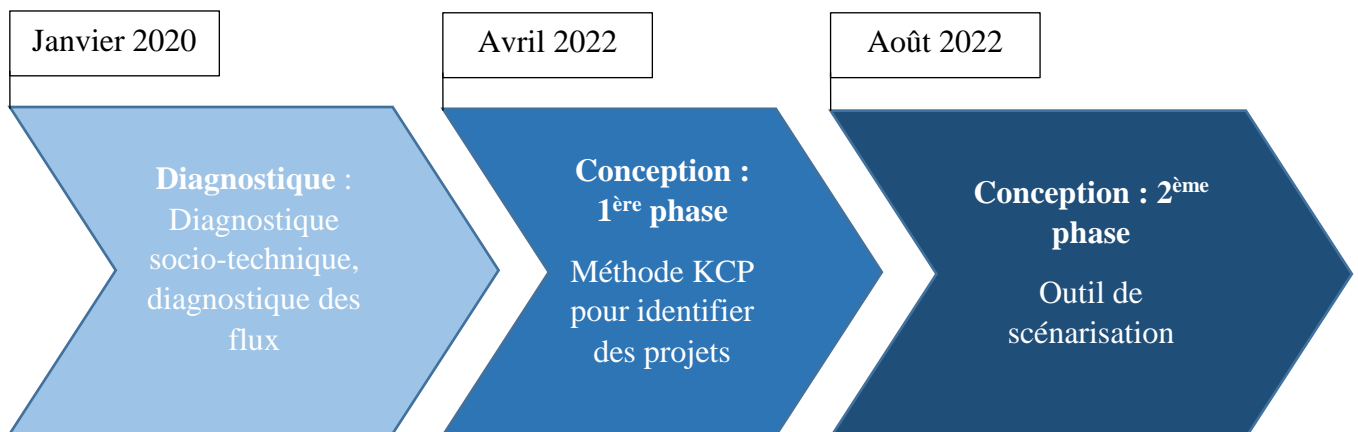 Janvier 2020
Avril 2022
Août 2022
Diagnostique :
Diagnostique
socio-technique,
diagnostique des
flux
Conception :
1ère phase
Méthode KCP
pour identifier
des projets
Conception : 2ème
phase
Outil de
scénarisation